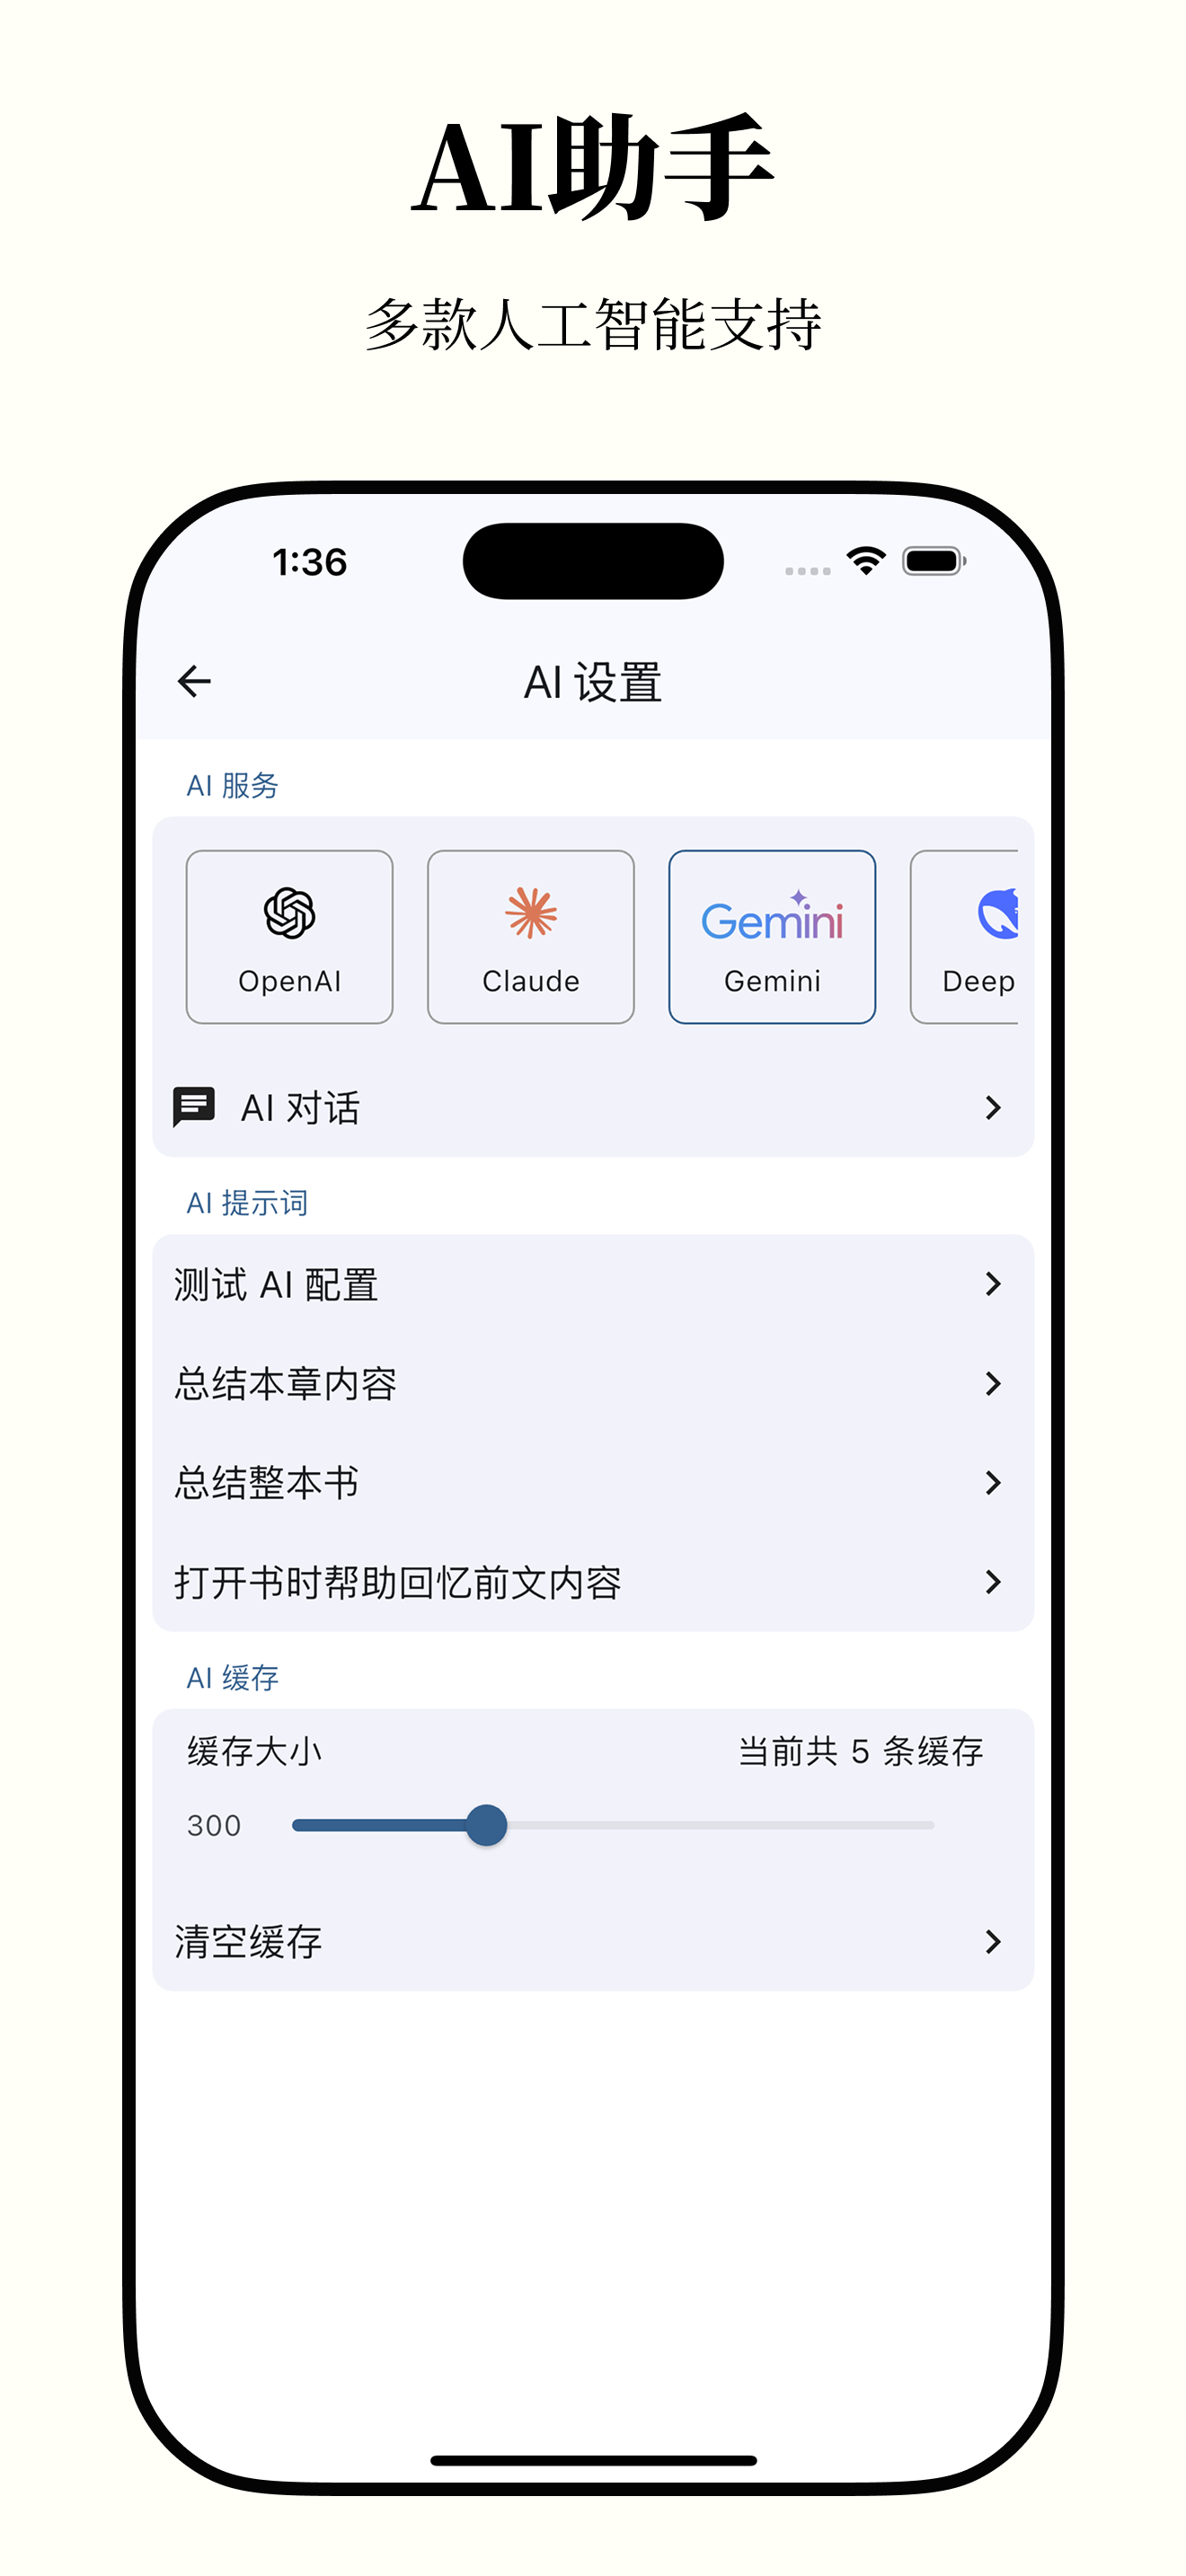 AI助手
多款人工智能支持
1:36
AI 设置
AI 服务
Gemini
OpenAI Claude Gemini Deep
AI 对话
AI 提示词
测试 AI 配置
总结本章内容
总结整本书
打开书时帮助回忆前文内容
AI 缓存
缓存大小 当前共 5 条缓存
300
清空缓存